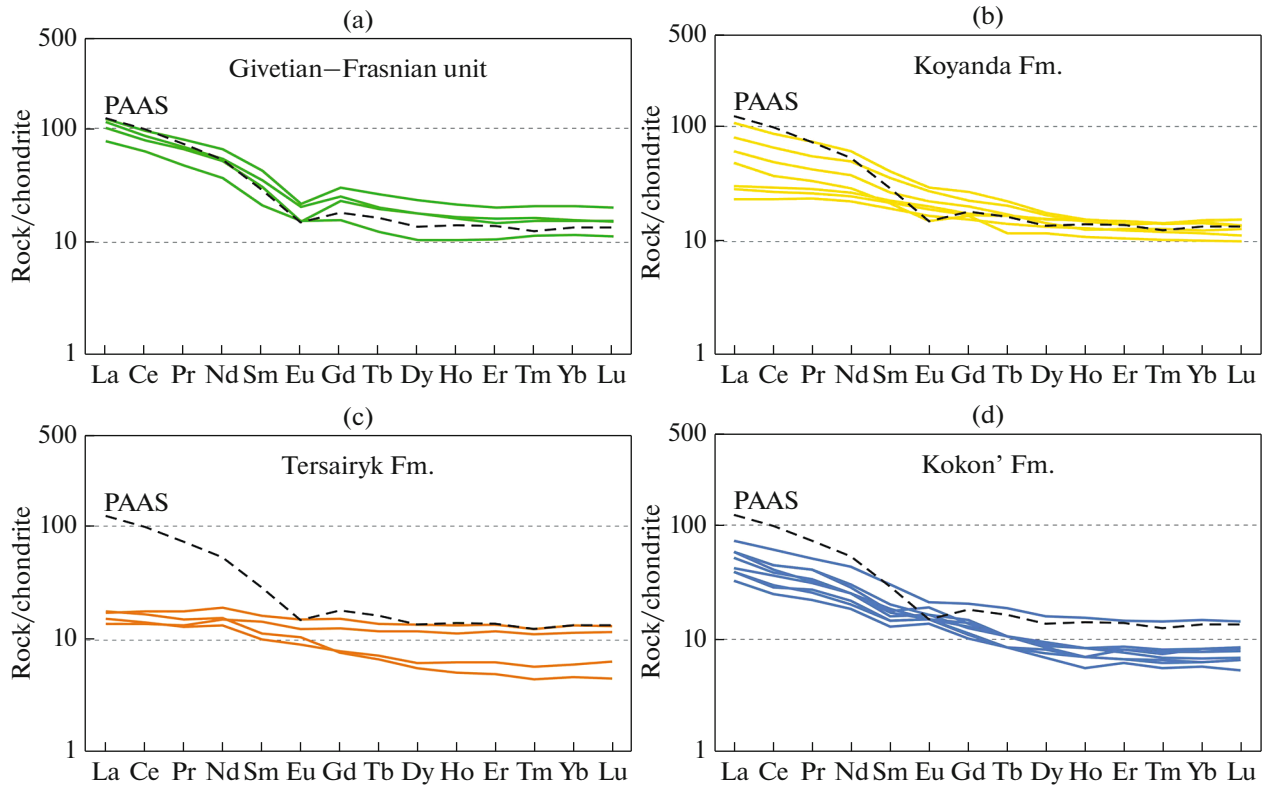 (a)
500
100
10
1
Rock/chondrite
Givetian–Frasnian unit
PAAS
La Ce Pr Nd Sm Eu Gd Tb Dy Ho Er Tm Yb Lu
(b)
500
100
10
1
Rock/chondrite
Koyanda Fm.
PAAS
La Ce Pr Nd Sm Eu Gd Tb Dy Ho Er Tm Yb Lu
(c)
500
100
10
1
Rock/chondrite
Tersairyk Fm.
PAAS
La Ce Pr Nd Sm Eu Gd Tb Dy Ho Er Tm Yb Lu
(d)
500
100
10
1
Rock/chondrite
Kokon’ Fm.
PAAS
La Ce Pr Nd Sm Eu Gd Tb Dy Ho Er Tm Yb Lu